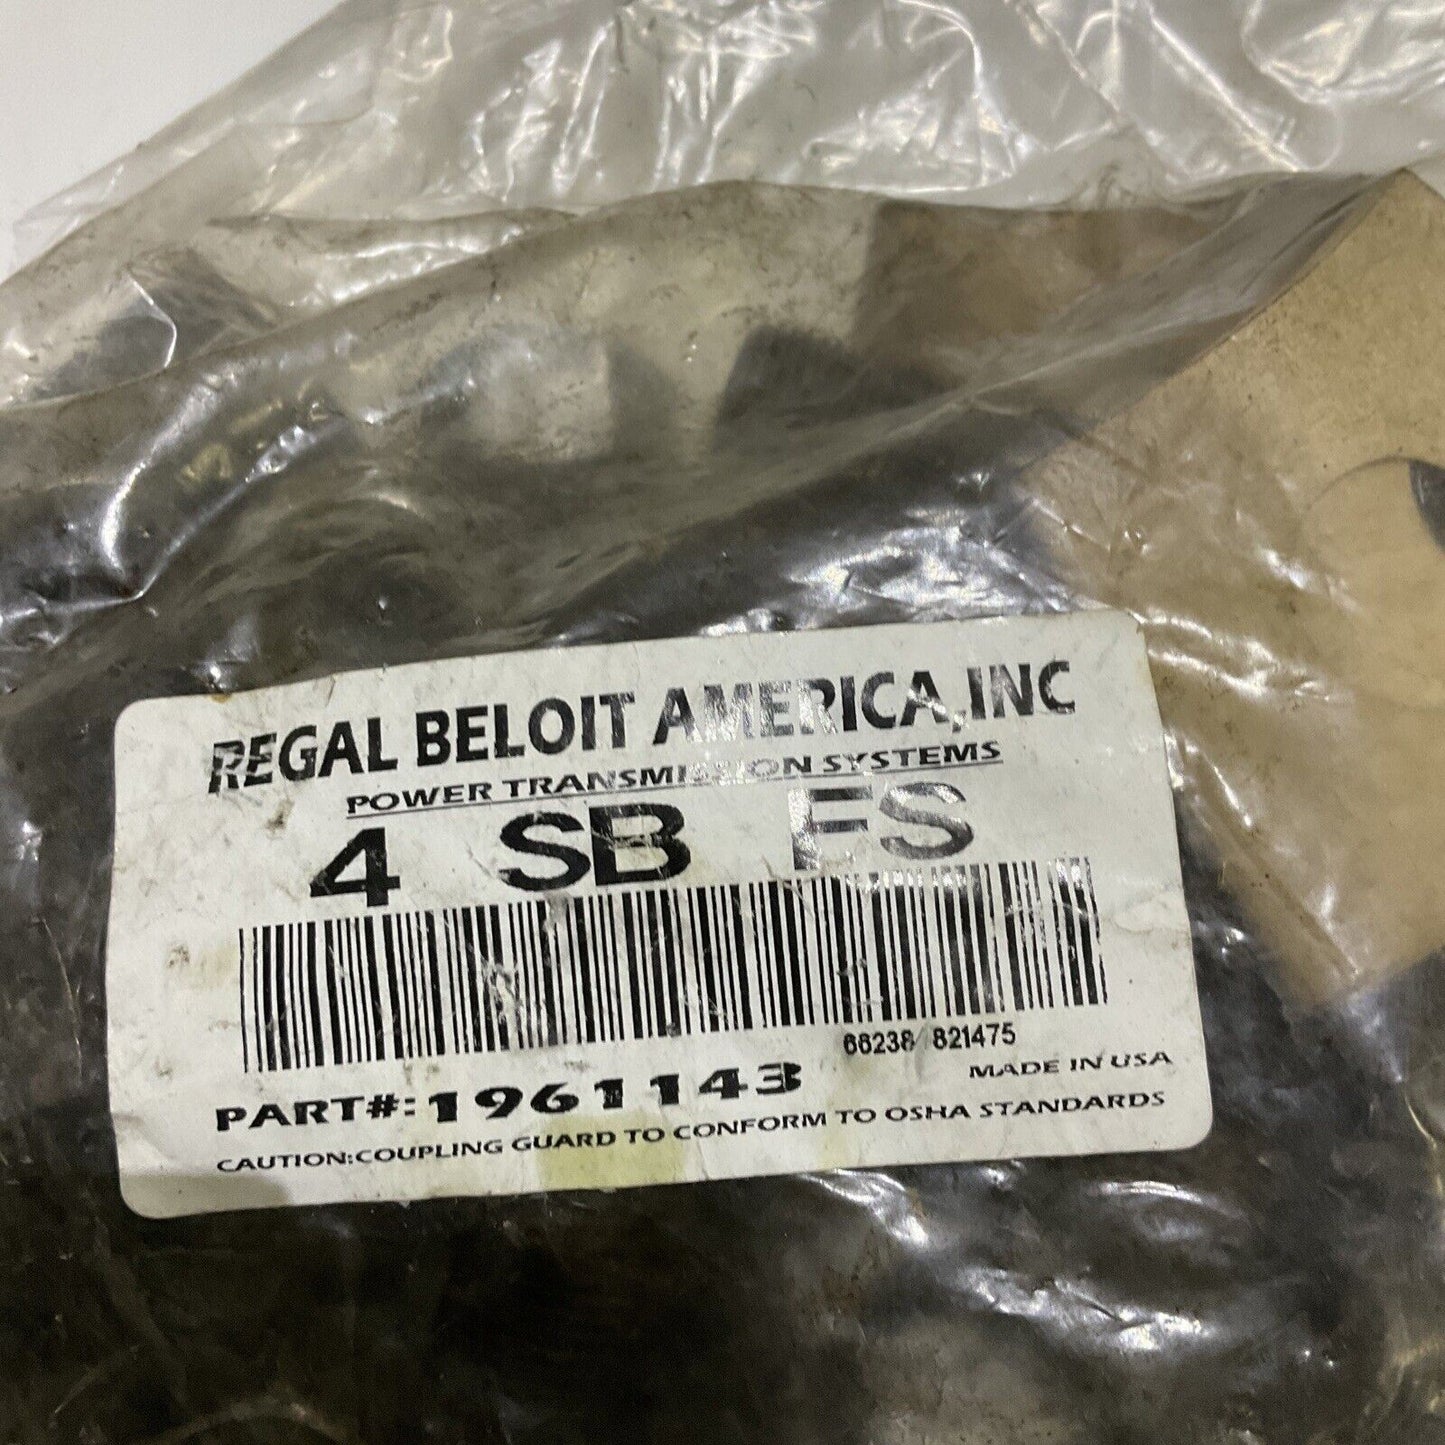 REGAL BELOIT AMERICA,INC
POWER TRANSMISSION SYSTEMS
4 SB FS
66238 821475
MADE IN USA
PART#:1961143
CAUTION:COUPLING GUARD TO CONFORM TO OSHA STANDARDS